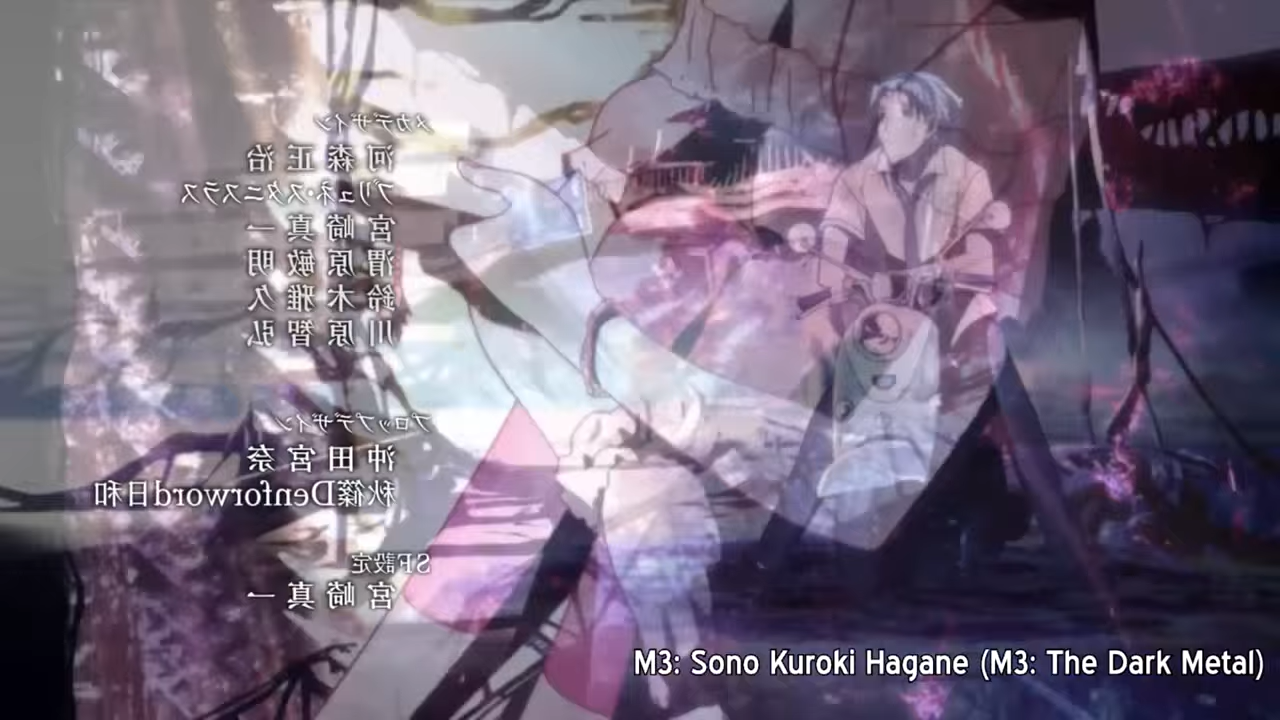 メカデザイン
河森正治
ブリュネ・スタニスラス
宮崎真一
渭原敏明
鈴木雅久
川原智弘
プロップデザイン
沖田宮奈
秋篠Denforword日和
SF設定
宮崎真一
M3: Sono Kuroki Hagane (M3: The Dark Metal)